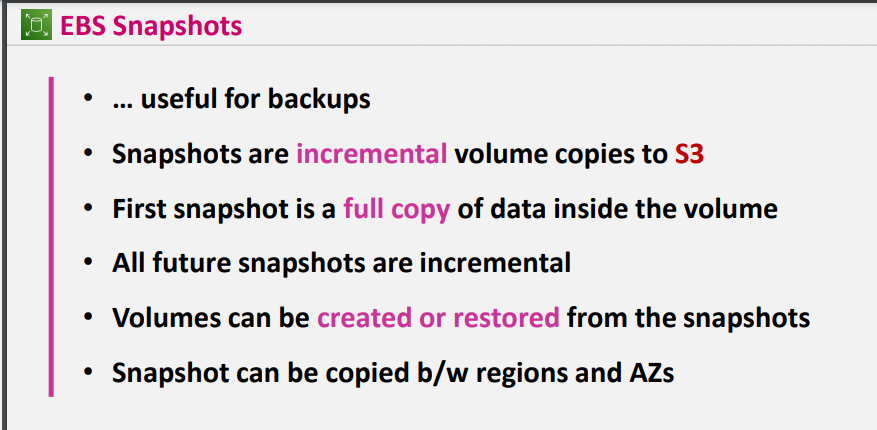 EBS Snapshots
• ... useful for backups
• Snapshots are incremental volume copies to S3
• First snapshot is a full copy of data inside the volume
• All future snapshots are incremental
• Volumes can be created or restored from the snapshots
• Snapshot can be copied b/w regions and AZs